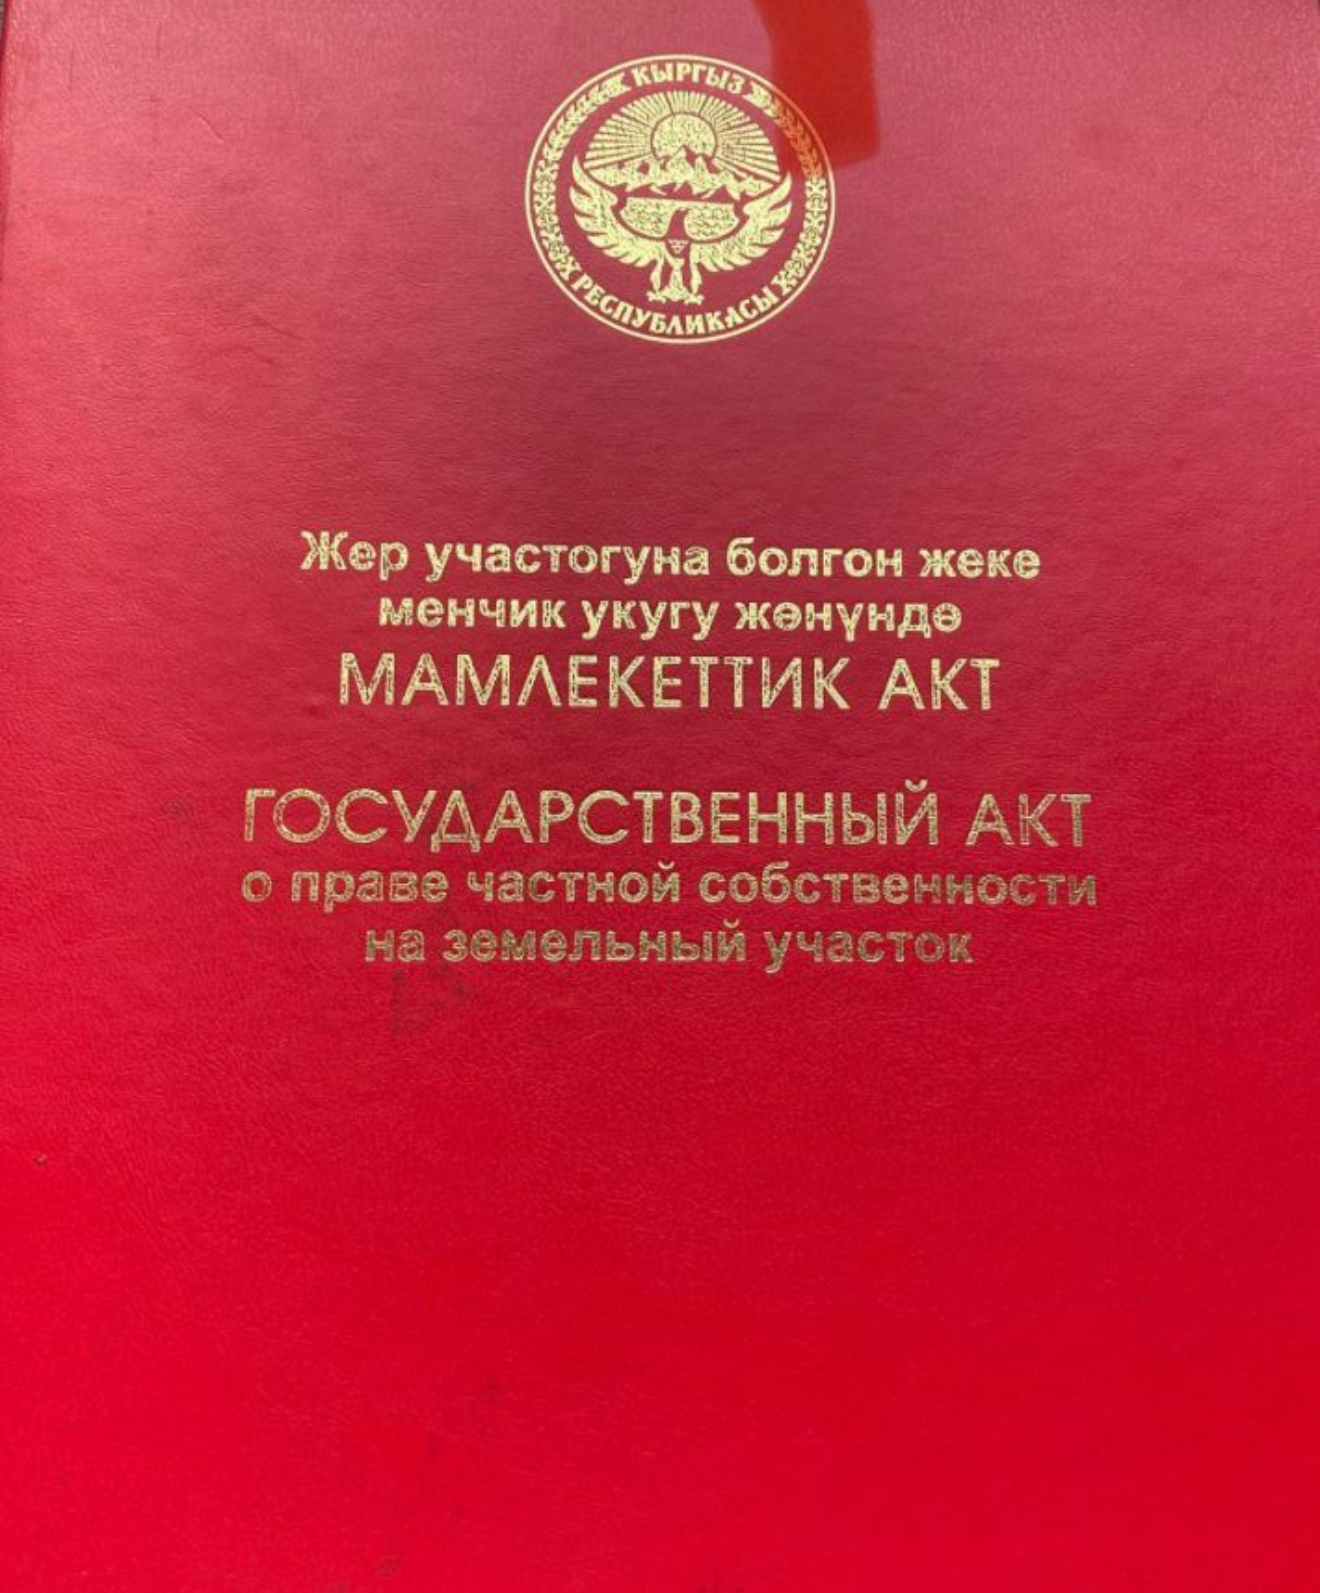 КЫРГЫЗ
РЕСПУБЛИКАСЫ
Жер участогуна болгон жеке
менчик укугу жөнүндө
МАМЛЕКЕТТИК АКТ
ГОСУДАРСТВЕННЫЙ АКТ
о праве частной собственности
на земельный участок